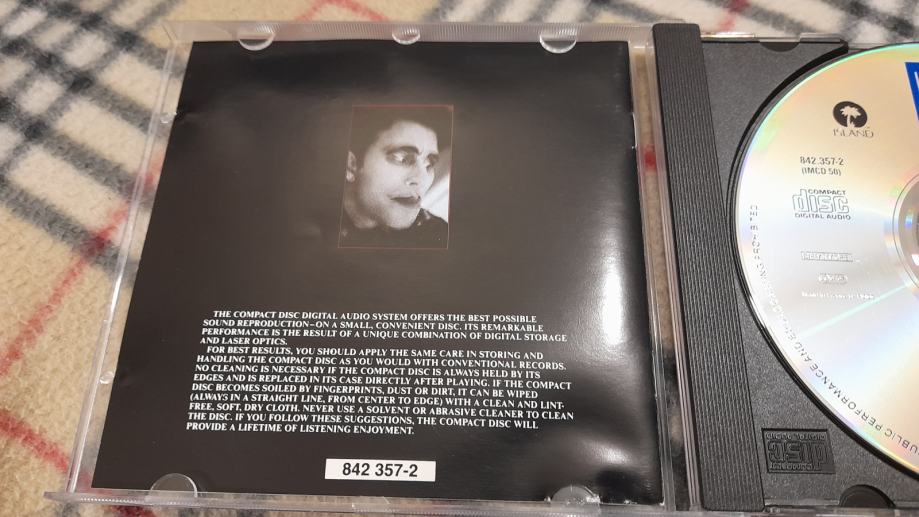 THE COMPACT DISC DIGITAL AUDIO SYSTEM OFFERS THE BEST POSSIBLE
SOUND REPRODUCTION–ON A SMALL, CONVENIENT DISC. ITS REMARKABLE
PERFORMANCE IS THE RESULT OF A UNIQUE COMBINATION OF DIGITAL STORAGE
AND LASER OPTICS.
FOR BEST RESULTS, YOU SHOULD APPLY THE SAME CARE IN STORING AND
HANDLING THE COMPACT DISC AS YOU WOULD WITH CONVENTIONAL RECORDS.
NO CLEANING IS NECESSARY IF THE COMPACT DISC IS ALWAYS HELD BY ITS
EDGES AND IS REPLACED IN ITS CASE DIRECTLY AFTER PLAYING. IF THE COMPACT
DISC BECOMES SOILED BY FINGERPRINTS, DUST OR DIRT, IT CAN BE WIPED
(ALWAYS IN A STRAIGHT LINE, FROM CENTER TO EDGE) WITH A CLEAN AND LINT-
FREE, SOFT, DRY CLOTH. NEVER USE A SOLVENT OR ABRASIVE CLEANER TO CLEAN
THE DISC. IF YOU FOLLOW THESE SUGGESTIONS, THE COMPACT DISC WILL
PROVIDE A LIFETIME OF LISTENING ENJOYMENT.
842 357-2
ISLAND
842.357-2
(IMCD 50)
COMPACT
disc
DIGITAL AUDIO
PUBLIC PERFORMANCE AND
PROHIBITED
disc